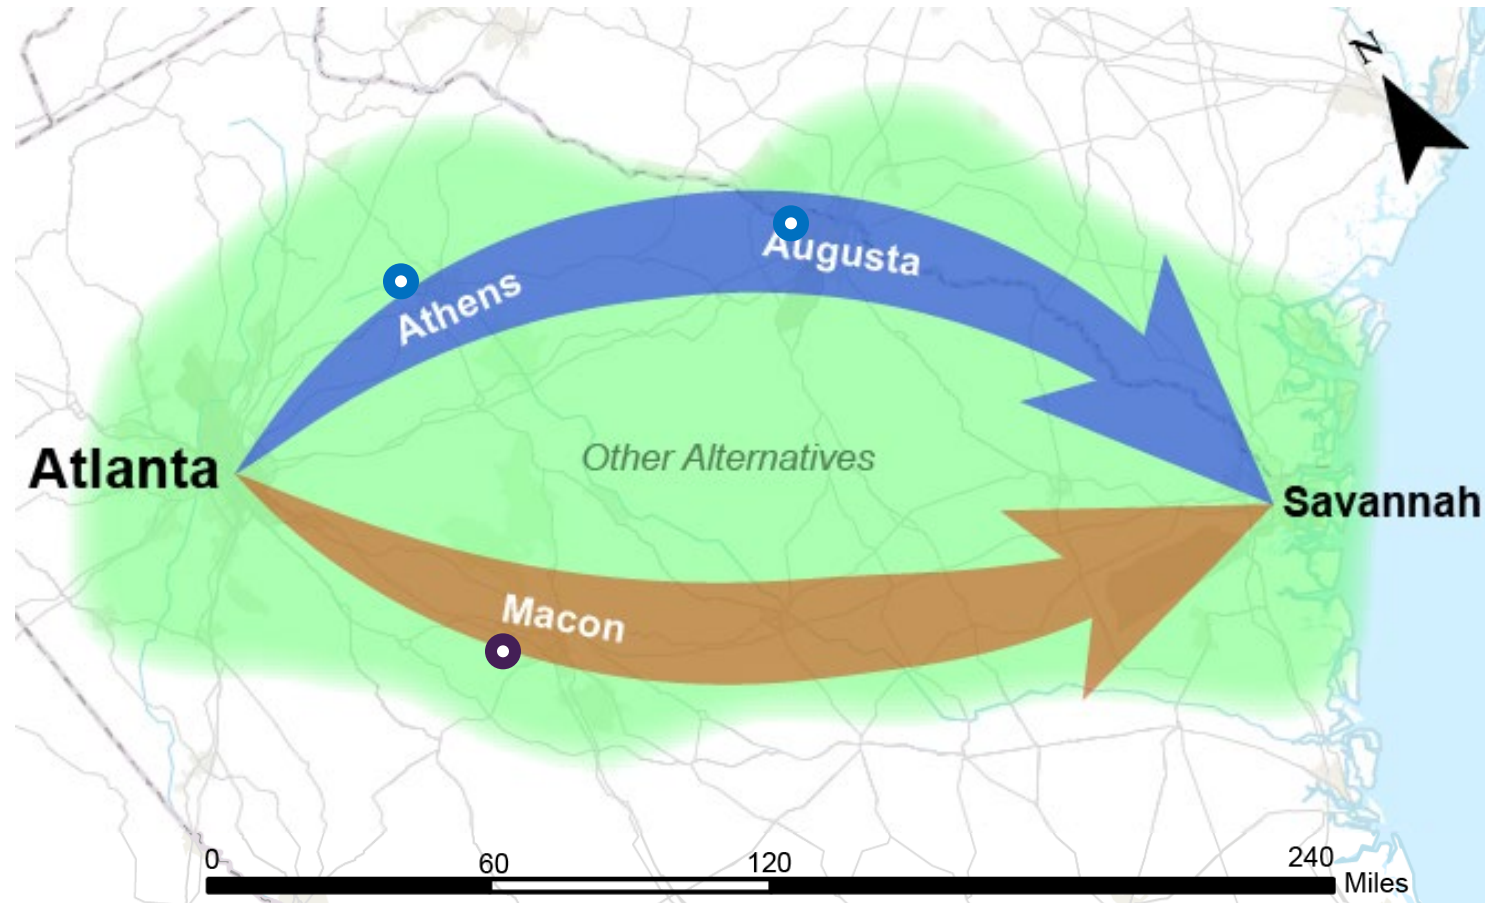 N
Athens
Augusta
Atlanta
Other Alternatives
Savannah
Macon
0 60 120 240
Miles